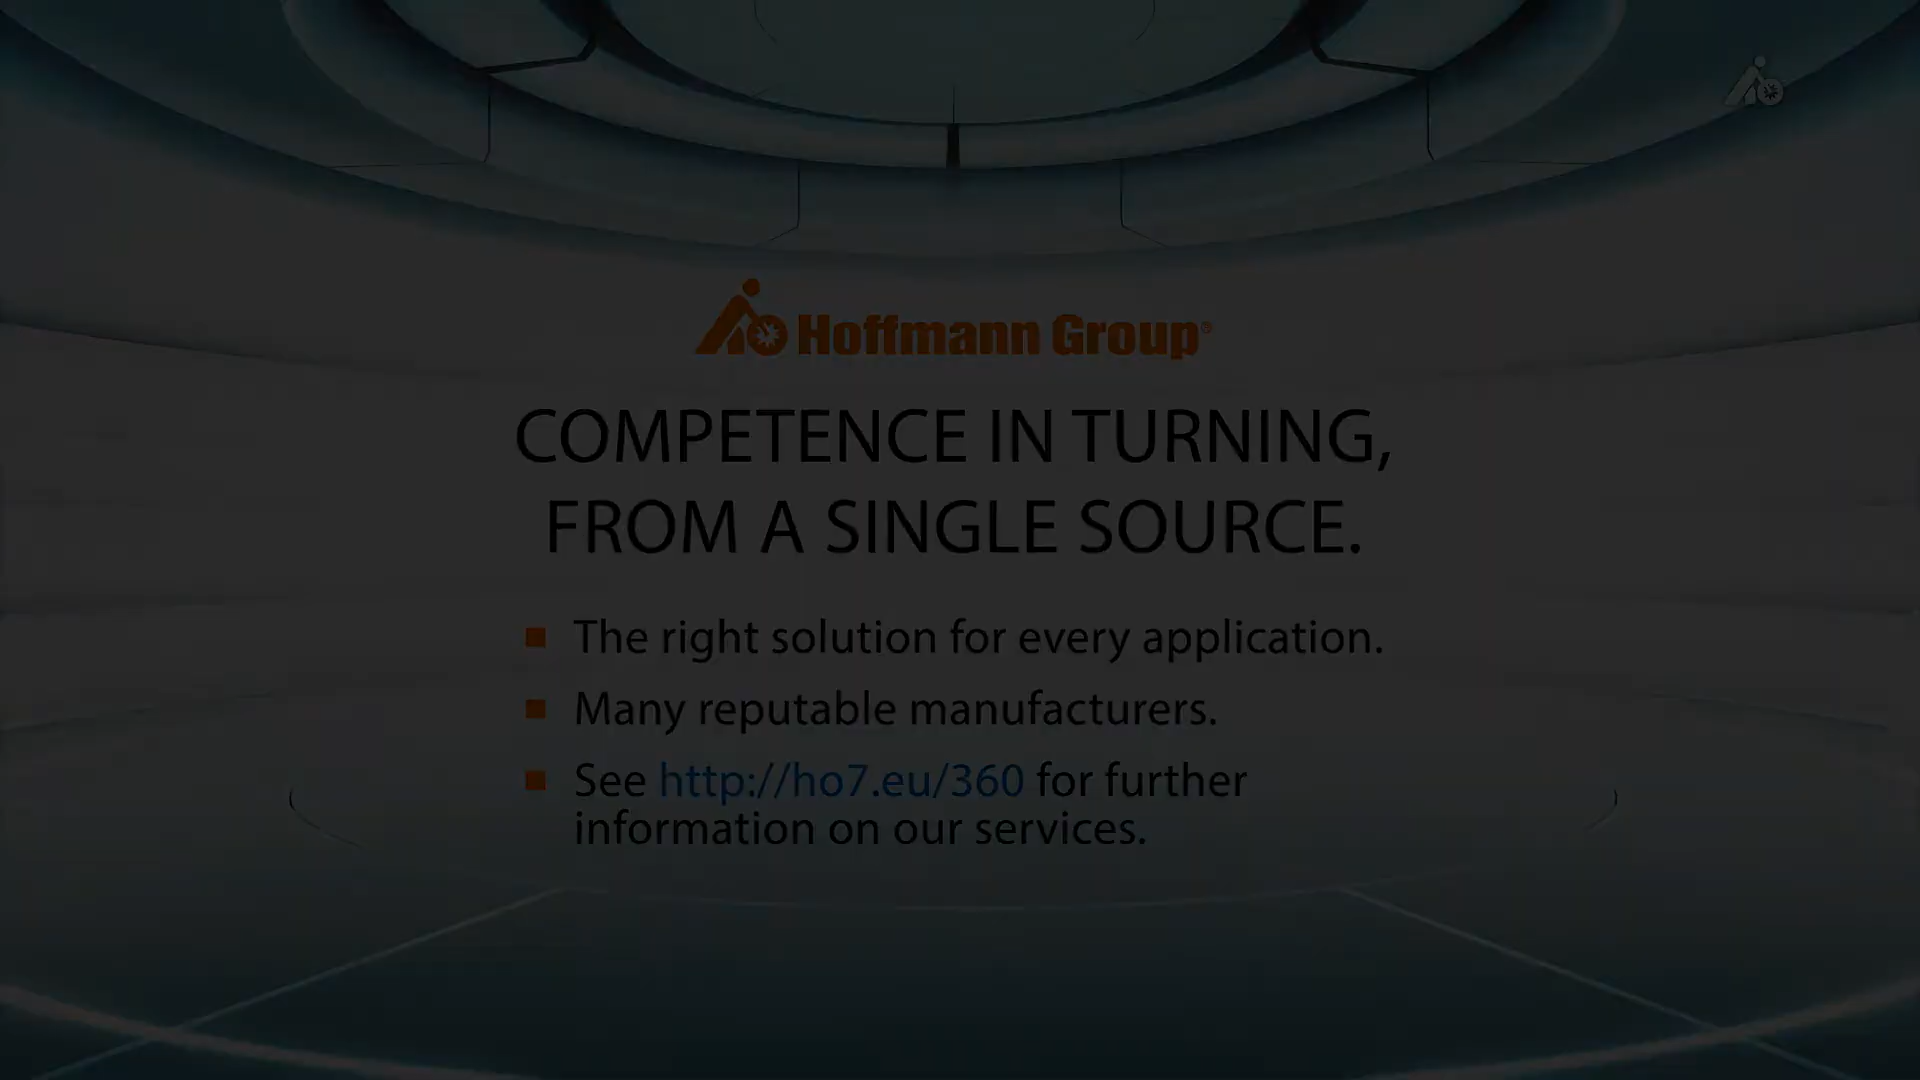 Hoffmann Group®
COMPETENCE IN TURNING,
FROM A SINGLE SOURCE.
The right solution for every application.
Many reputable manufacturers.
See http://ho7.eu/360 for further
information on our services.